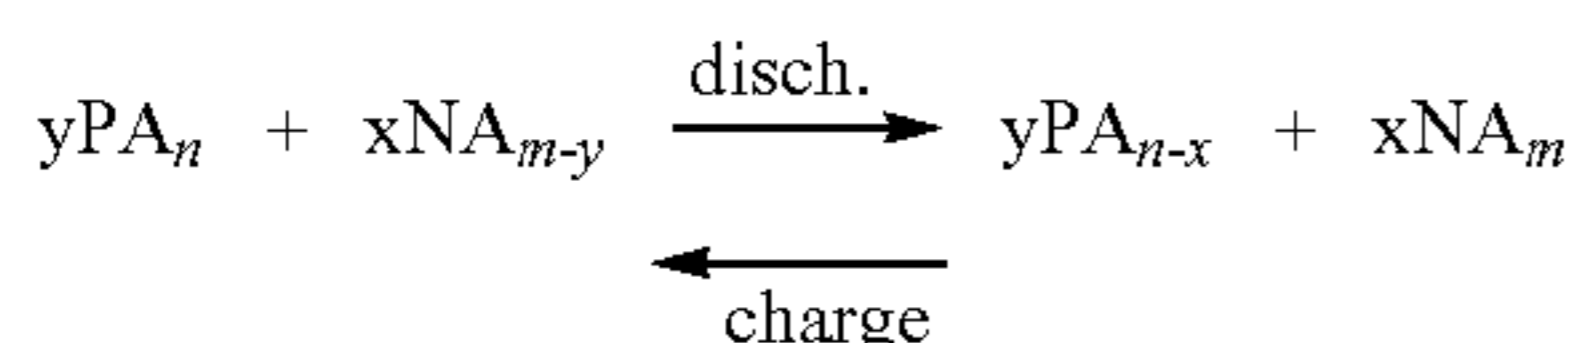 disch.
yPAn + xNAm-y → yPAn-x + xNAm
←
charge